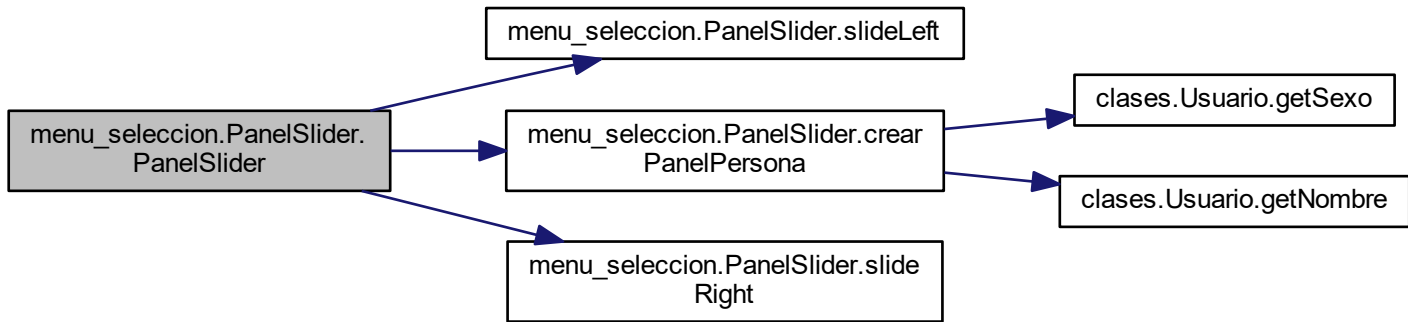 menu_seleccion.PanelSlider.
PanelSlider
menu_seleccion.PanelSlider.slideLeft
menu_seleccion.PanelSlider.crear
PanelPersona
menu_seleccion.PanelSlider.slide
Right
clases.Usuario.getSexo
clases.Usuario.getNombre